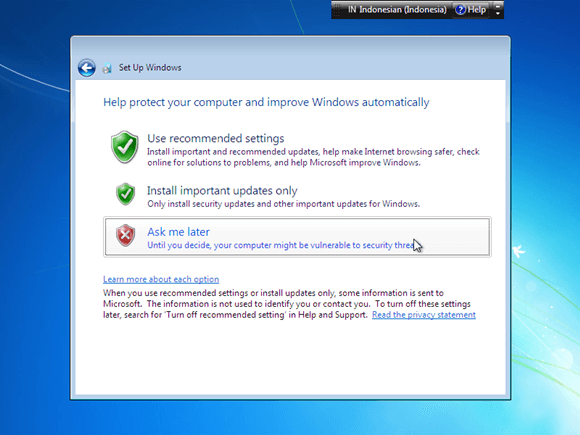 IN Indonesian (Indonesia) ? Help
Set Up Windows
Help protect your computer and improve Windows automatically
Use recommended settings
Install important and recommended updates, help make Internet browsing safer, check
online for solutions to problems, and help Microsoft improve Windows.
Install important updates only
Only install security updates and other important updates for Windows.
Ask me later
Until you decide, your computer might be vulnerable to security
Learn more about each option
When you use recommended settings or install updates only, some information is sent to
Microsoft. The information is not used to identify you or contact you. To turn off these settings
later, search for 'Turn off recommended setting' in Help and Support. Read the privacy statement